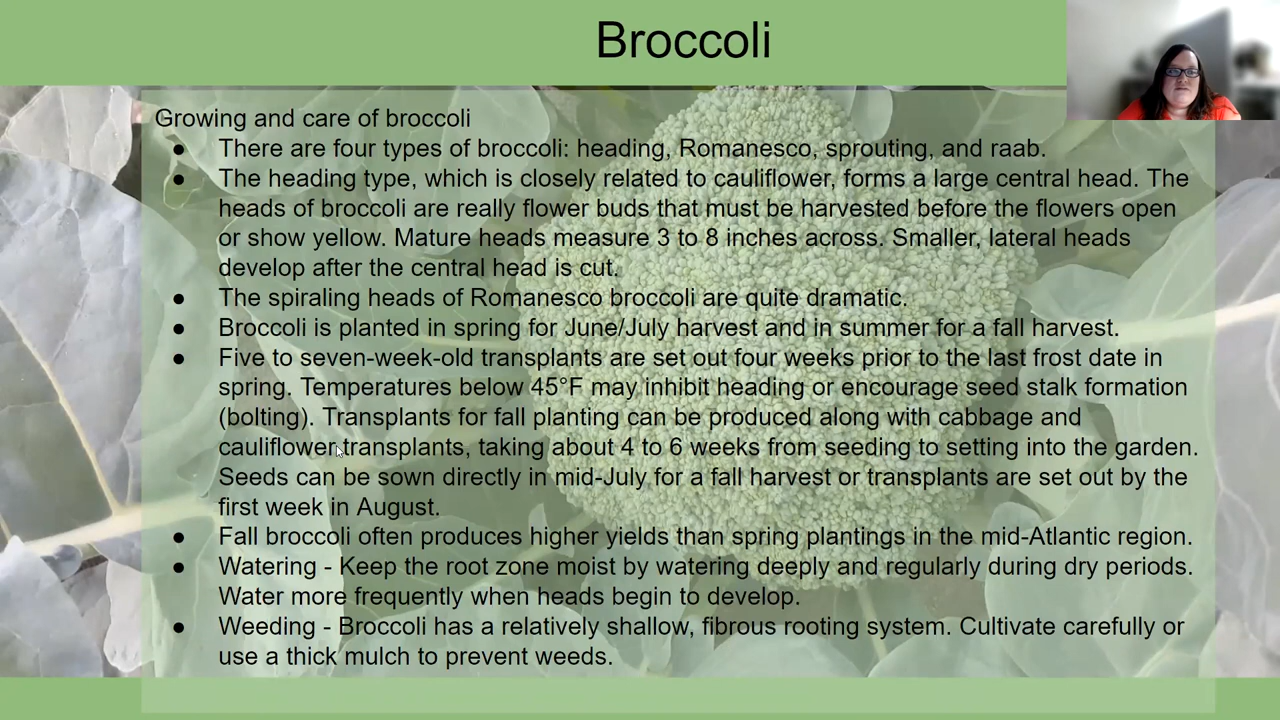 Broccoli
Growing and care of broccoli
● There are four types of broccoli: heading, Romanesco, sprouting, and raab.
● The heading type, which is closely related to cauliflower, forms a large central head. The
heads of broccoli are really flower buds that must be harvested before the flowers open
or show yellow. Mature heads measure 3 to 8 inches across. Smaller, lateral heads
develop after the central head is cut.
● The spiraling heads of Romanesco broccoli are quite dramatic.
● Broccoli is planted in spring for June/July harvest and in summer for a fall harvest.
● Five to seven-week-old transplants are set out four weeks prior to the last frost date in
spring. Temperatures below 45°F may inhibit heading or encourage seed stalk formation
(bolting). Transplants for fall planting can be produced along with cabbage and
cauliflower transplants, taking about 4 to 6 weeks from seeding to setting into the garden.
Seeds can be sown directly in mid-July for a fall harvest or transplants are set out by the
first week in August.
● Fall broccoli often produces higher yields than spring plantings in the mid-Atlantic region.
● Watering - Keep the root zone moist by watering deeply and regularly during dry periods.
Water more frequently when heads begin to develop.
● Weeding - Broccoli has a relatively shallow, fibrous rooting system. Cultivate carefully or
use a thick mulch to prevent weeds.